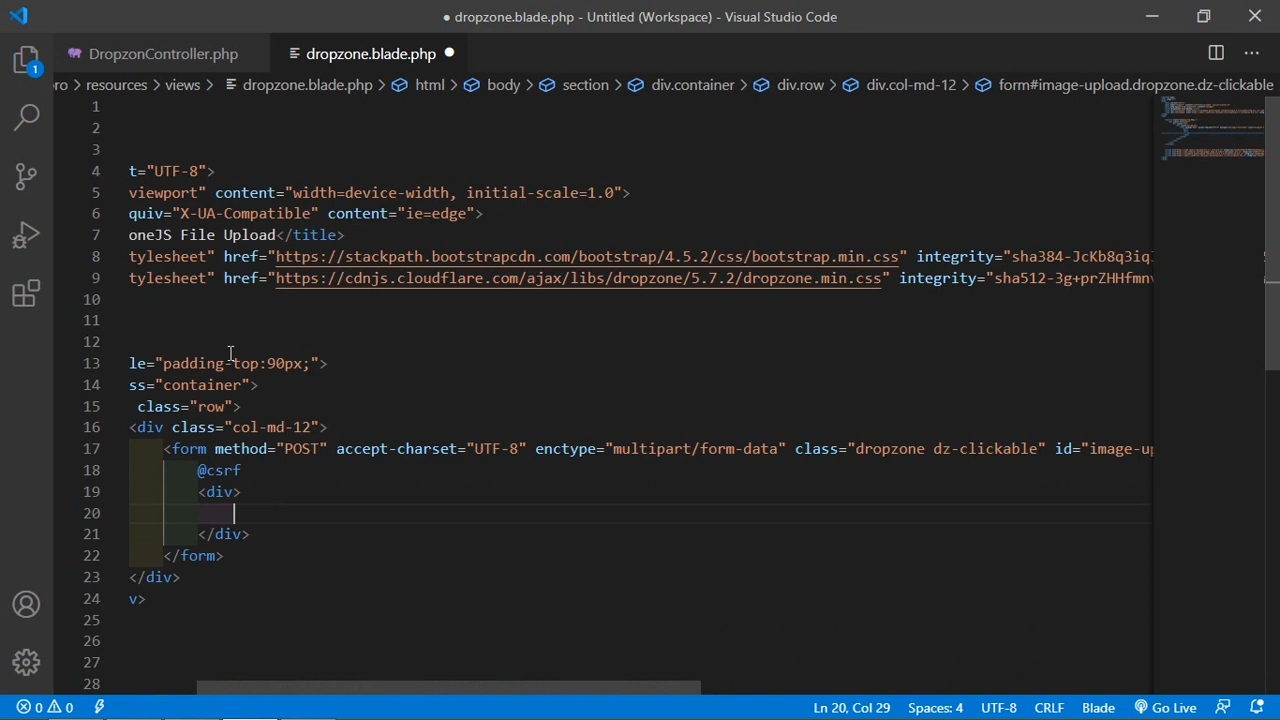 ● dropzone.blade.php - Untitled (Workspace) - Visual Studio Code
DropzonController.php
dropzone.blade.php
ro > resources > views > dropzone.blade.php > html > body > section > div.container > div.row > div.col-md-12 > form#image-upload.dropzone.dz-clickable
1
1
2
3
4 t="UTF-8">
5 viewport" content="width=device-width, initial-scale=1.0">
6 quiv="X-UA-Compatible" content="ie=edge">
7 oneJS File Upload</title>
8 tylesheet" href="https://stackpath.bootstrapcdn.com/bootstrap/4.5.2/css/bootstrap.min.css" integrity="sha384-JcKb8q3iqJ
9 tylesheet" href="https://cdnjs.cloudflare.com/ajax/libs/dropzone/5.7.2/dropzone.min.css" integrity="sha512-3g+prZHHfmnv
10
11
12
13 le="padding-top:90px;">
14 ss="container">
15 class="row">
16 <div class="col-md-12">
17 <form method="POST" accept-charset="UTF-8" enctype="multipart/form-data" class="dropzone dz-clickable" id="image-up
18 @csrf
19 <div>
20
21 </div>
22 </form>
23 </div>
24 v>
25
26
27
28
0 0 Ln 20, Col 29 Spaces: 4 UTF-8 CRLF Blade Go Live